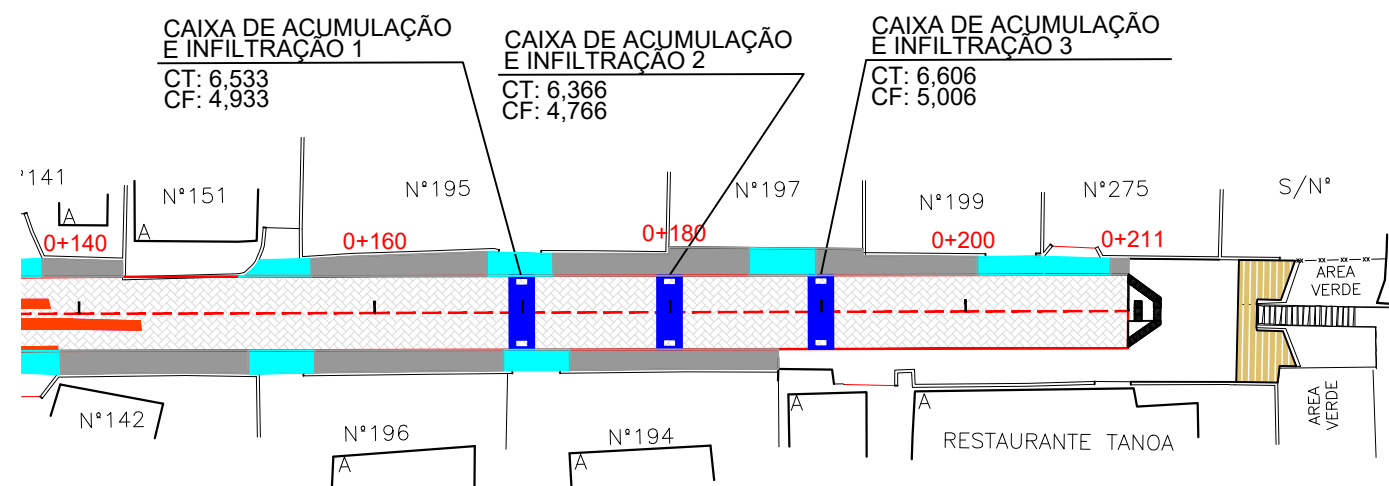 CAIXA DE ACUMULAÇÃO
E INFILTRAÇÃO 1
CT: 6,533
CF: 4,933
CAIXA DE ACUMULAÇÃO
E INFILTRAÇÃO 2
CT: 6,366
CF: 4,766
CAIXA DE ACUMULAÇÃO
E INFILTRAÇÃO 3
CT: 6,606
CF: 5,006
N°141
N°151
N°195
N°197
N°199
N°275
S/N°
A
A
0+140
0+160
0+180
0+200
0+211
AREA
VERDE
N°142
N°196
N°194
A
A
A
A
RESTAURANTE TANOA
AREA
VERDE